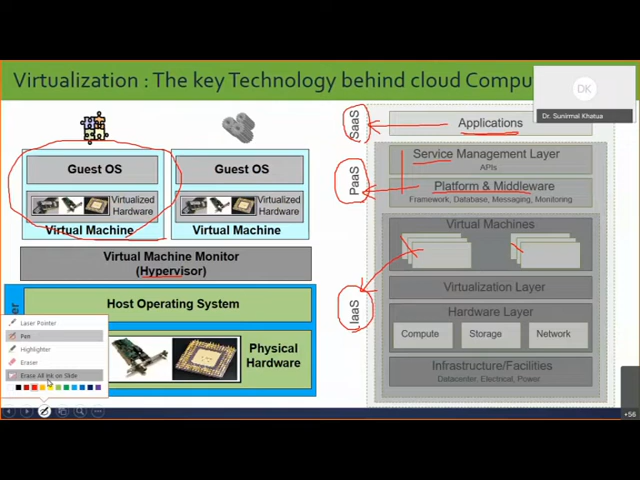 Virtualization : The key Technology behind cloud Compu
DK
Dr. Sunirmal Khatua
Guest OS
Virtualized
Hardware
Virtual Machine
Guest OS
Virtualized
Hardware
Virtual Machine
Virtual Machine Monitor
(Hypervisor)
Host Operating System
Physical
Hardware
Laser Pointer
Pen
Highlighter
Eraser
Erase All Ink on Slide
SaaS
Applications
PaaS
Service Management Layer
APIs
Platform & Middleware
Framework, Database, Messaging, Monitoring
IaaS
Virtual Machines
Virtualization Layer
Hardware Layer
Compute
Storage
Network
Infrastructure/Facilities
Datacenter, Electrical, Power
+56